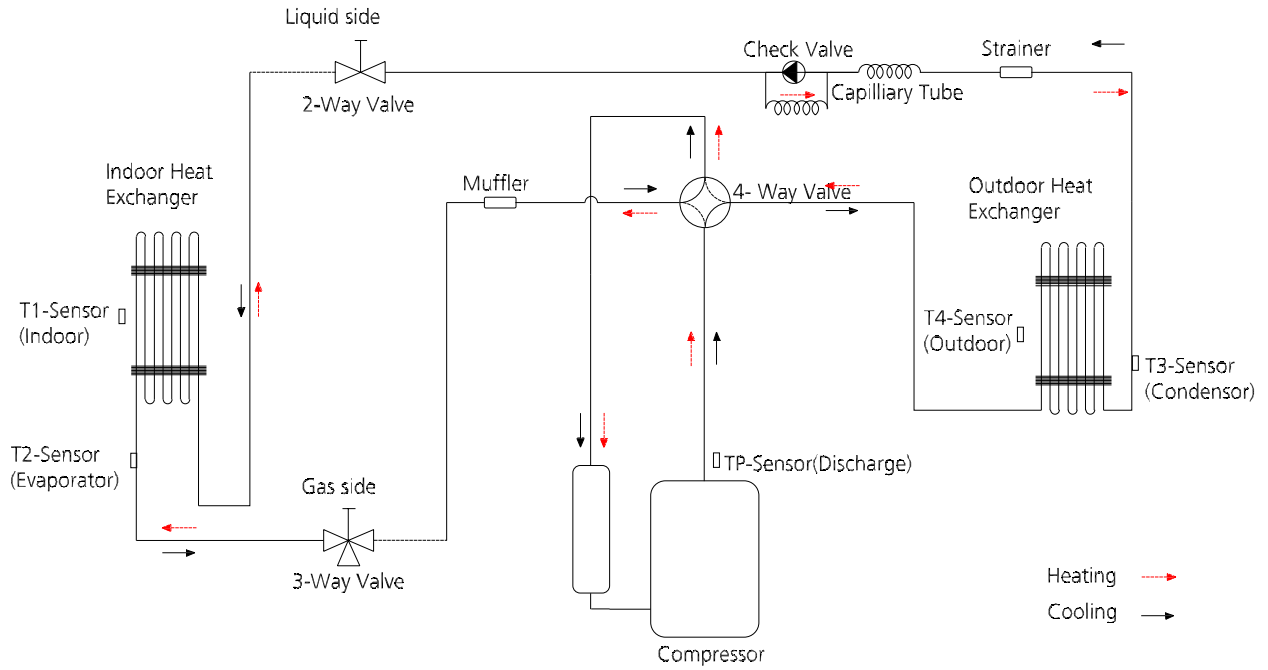 Liquid side
2-Way Valve
Check Valve
Capilliary Tube
Strainer
Indoor Heat
Exchanger
Muffler
4- Way Valve
Outdoor Heat
Exchanger
T1-Sensor
(Indoor)
T4-Sensor
(Outdoor)
T3-Sensor
(Condensor)
T2-Sensor
(Evaporator)
TP-Sensor(Discharge)
Gas side
3-Way Valve
Heating
Cooling
Compressor